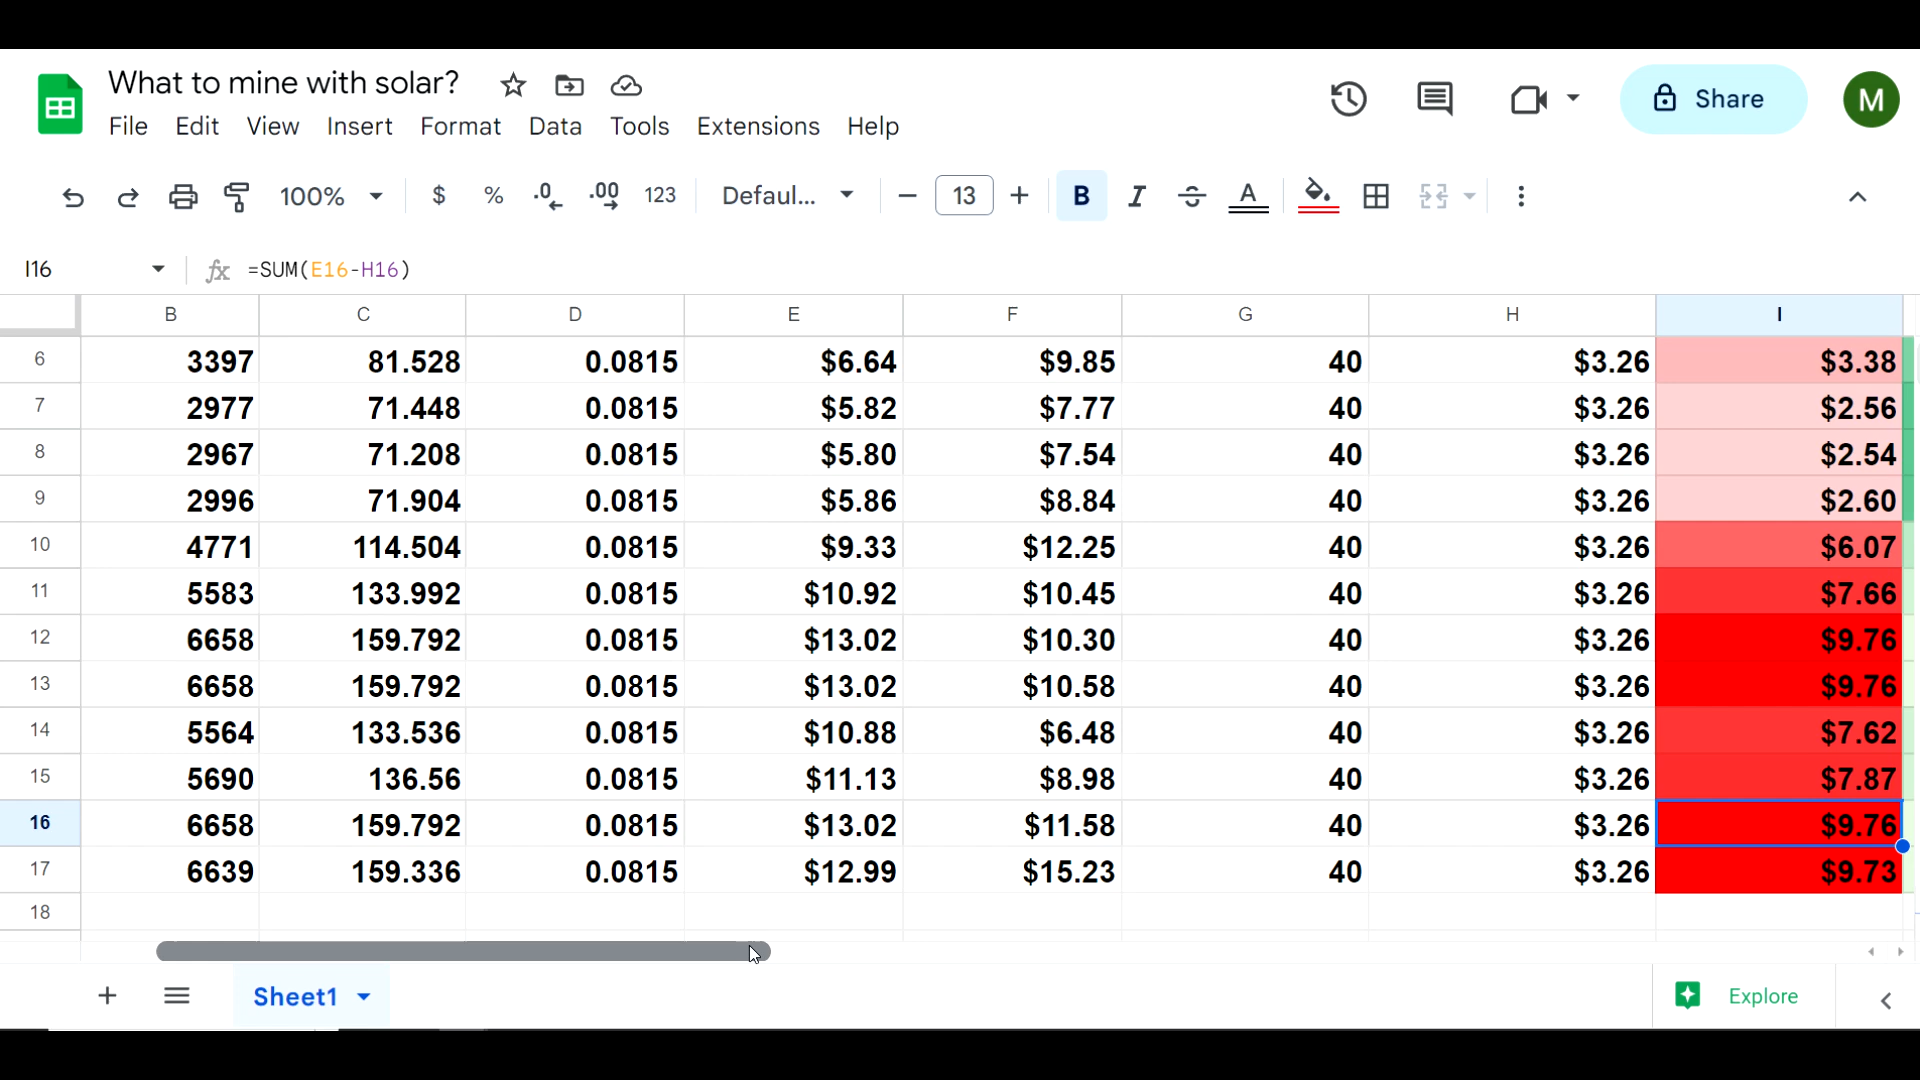 What to mine with solar?
File Edit View Insert Format Data Tools Extensions Help
Share
M
100% $ % .0 .00 123 Defaul... 13 B I S A
I16 fx =SUM(E16-H16)
B C D E F G H I
6 3397 81.528 0.0815 $6.64 $9.85 40 $3.26 $3.38
7 2977 71.448 0.0815 $5.82 $7.77 40 $3.26 $2.56
8 2967 71.208 0.0815 $5.80 $7.54 40 $3.26 $2.54
9 2996 71.904 0.0815 $5.86 $8.84 40 $3.26 $2.60
10 4771 114.504 0.0815 $9.33 $12.25 40 $3.26 $6.07
11 5583 133.992 0.0815 $10.92 $10.45 40 $3.26 $7.66
12 6658 159.792 0.0815 $13.02 $10.30 40 $3.26 $9.76
13 6658 159.792 0.0815 $13.02 $10.58 40 $3.26 $9.76
14 5564 133.536 0.0815 $10.88 $6.48 40 $3.26 $7.62
15 5690 136.56 0.0815 $11.13 $8.98 40 $3.26 $7.87
16 6658 159.792 0.0815 $13.02 $11.58 40 $3.26 $9.76
17 6639 159.336 0.0815 $12.99 $15.23 40 $3.26 $9.73
18
Sheet1
Explore